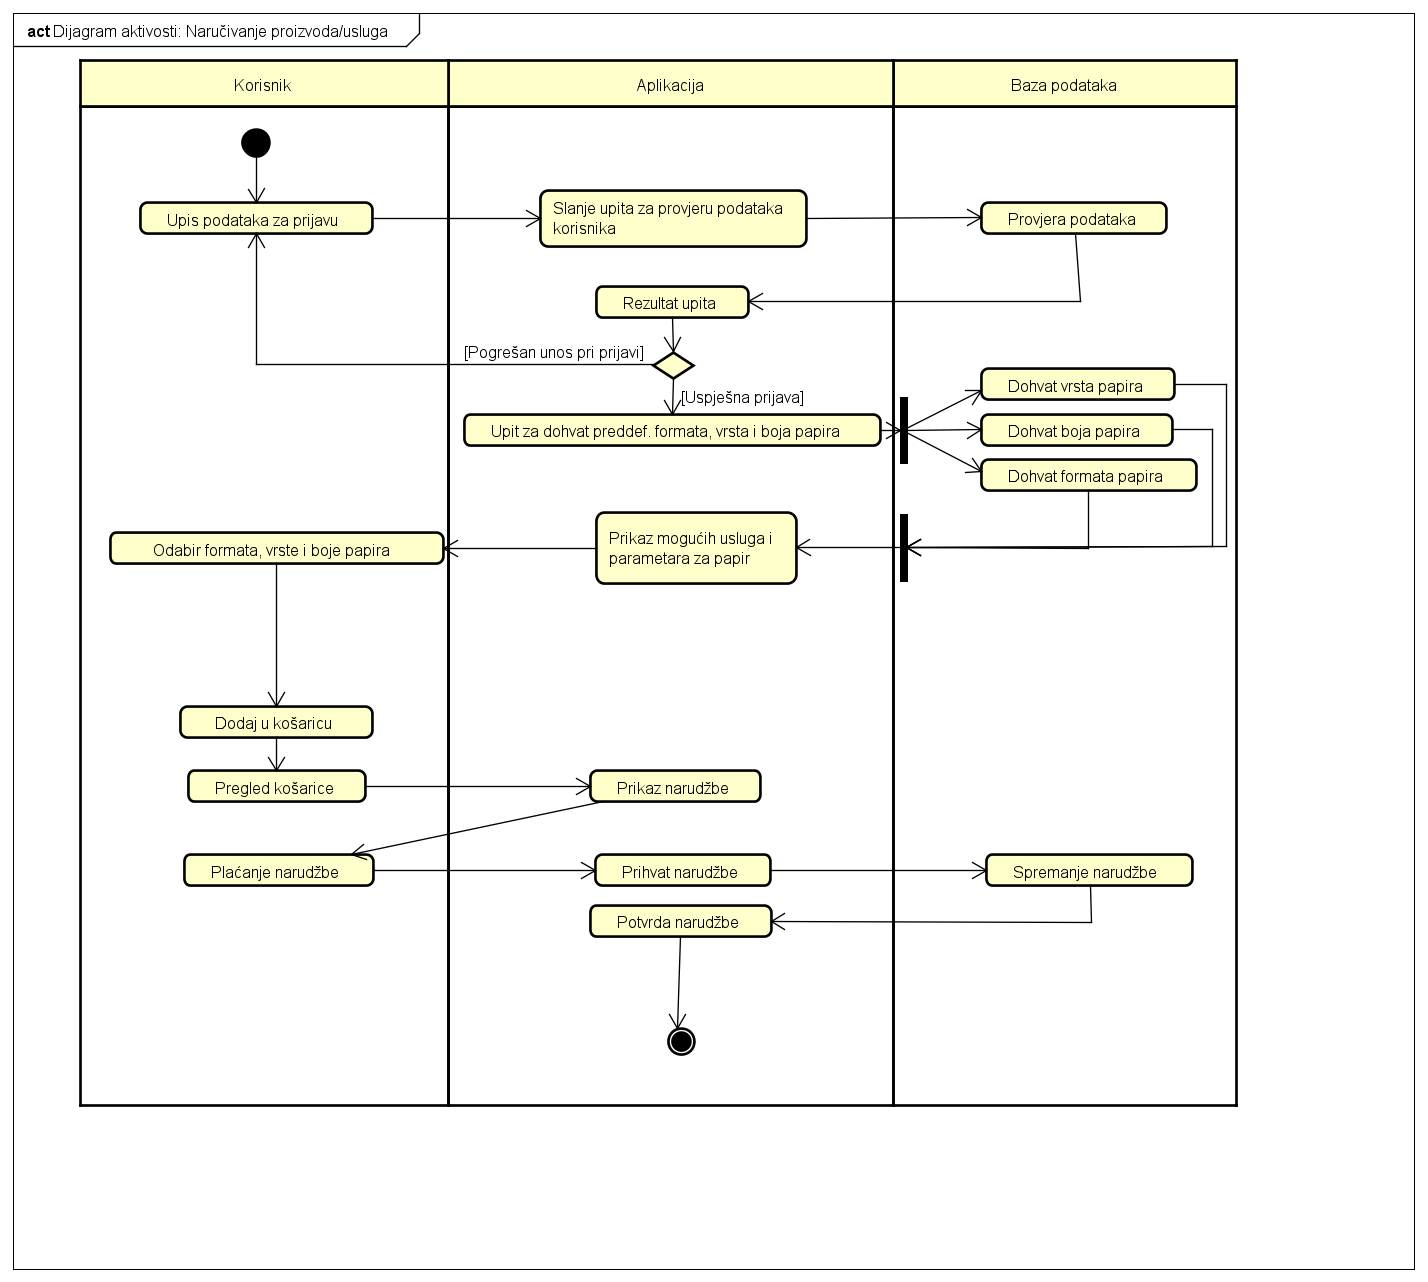 act Dijagram aktivosti: Naručivanje proizvoda/usluga
Korisnik
Aplikacija
Baza podataka
Upis podataka za prijavu
Slanje upita za provjeru podataka
korisnika
Provjera podataka
Rezultat upita
[Pogrešan unos pri prijavi]
[Uspješna prijava]
Dohvat vrsta papira
Upit za dohvat preddef. formata, vrsta i boja papira
Dohvat boja papira
Dohvat formata papira
Odabir formata, vrste i boje papira
Prikaz mogućih usluga i
parametara za papir
Dodaj u košaricu
Pregled košarice
Prikaz narudžbe
Plaćanje narudžbe
Prihvat narudžbe
Spremanje narudžbe
Potvrda narudžbe